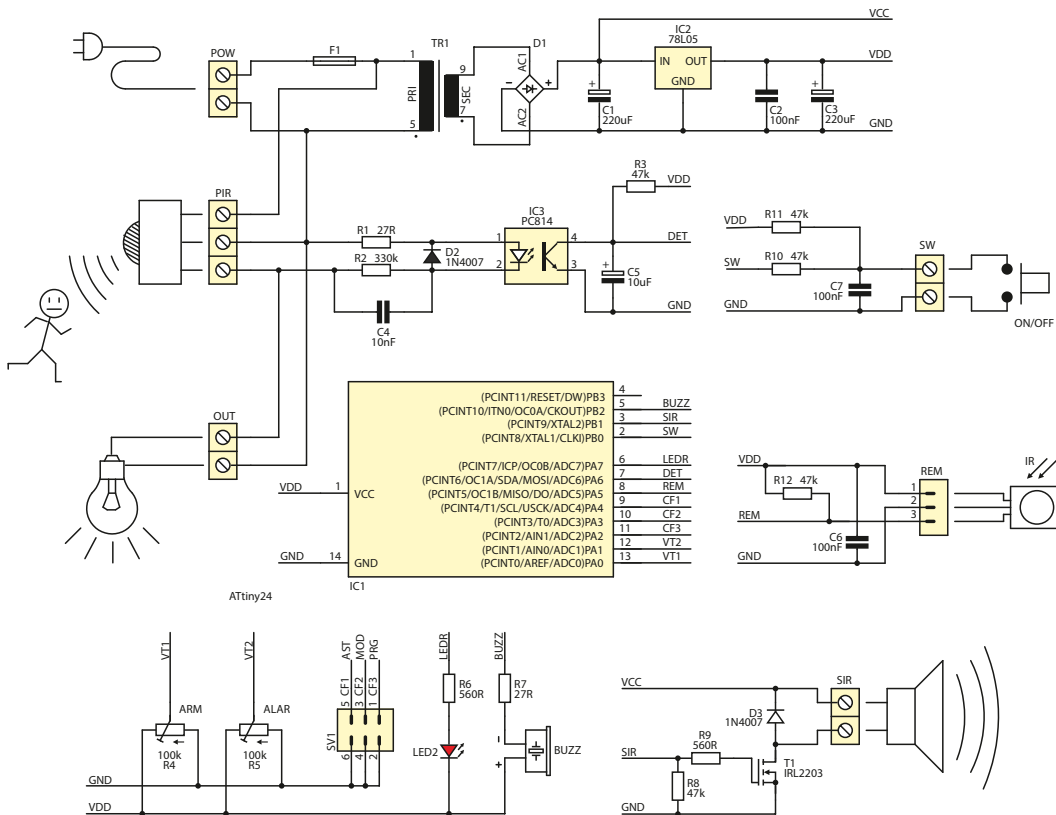 POW
F1
TR1
1
5
PRI
9
7
SEC
D1
AC1
AC2
-
+
VCC
IC2
78L05
IN
OUT
GND
VDD
+
C1
220uF
C2
100nF
+
C3
220uF
GND
PIR
R1 27R
R2 330k
D2
1N4007
C4
10nF
IC3
PC814
1
2
4
3
R3
47k
VDD
DET
+
C5
10uF
GND
VDD
R11 47k
SW
R10 47k
GND
C7
100nF
SW
ON/OFF
OUT
(PCINT11/RESET/DW)PB3
4
(PCINT10/ITN0/OC0A/CKOUT)PB2
5
BUZZ
(PCINT9/XTAL2)PB1
3
SIR
(PCINT8/XTAL1/CLKI)PB0
2
SW
(PCINT7/ICP/OC0B/ADC7)PA7
6
LEDR
(PCINT6/OC1A/SDA/MOSI/ADC6)PA6
7
DET
(PCINT5/OC1B/MISO/DO/ADC5)PA5
8
REM
(PCINT4/T1/SCL/USCK/ADC4)PA4
9
CF1
(PCINT3/T0/ADC3)PA3
10
CF2
(PCINT2/AIN1/ADC2)PA2
11
CF3
(PCINT1/AIN0/ADC1)PA1
12
VT2
(PCINT0/AREF/ADC0)PA0
13
VT1
VDD
1
VCC
GND
14
GND
IC1
ATtiny24
VDD
R12 47k
REM
GND
C6
100nF
REM
1
2
3
IR
VT1
ARM
100k
R4
VT2
ALAR
100k
R5
GND
VDD
AST
MOD
PRG
CF1
CF2
CF3
5
3
1
SV1
6
4
2
LEDR
R6
560R
LED2
BUZZ
R7
27R
-
+
BUZZ
VCC
SIR
R9
560R
R8
47k
GND
D3
1N4007
T1
IRL2203
SIR